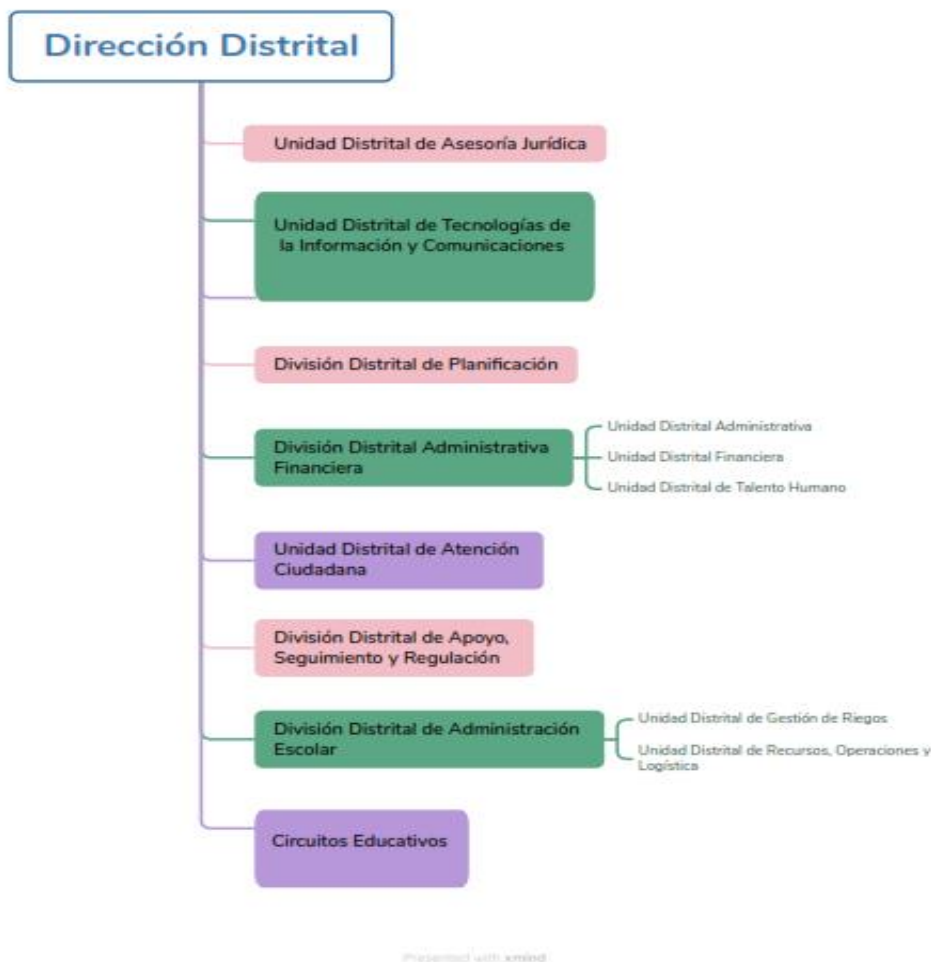 Dirección Distrital
Unidad Distrital de Asesoría Jurídica
Unidad Distrital de Tecnologías de
la Información y Comunicaciones
División Distrital de Planificación
División Distrital Administrativa
Financiera
Unidad Distrital Administrativa
Unidad Distrital Financiera
Unidad Distrital de Talento Humano
Unidad Distrital de Atención
Ciudadana
División Distrital de Apoyo,
Seguimiento y Regulación
División Distrital de Administración
Escolar
Unidad Distrital de Gestión de Riegos
Unidad Distrital de Recursos, Operaciones y
Logística
Circuitos Educativos
Presented with xmind